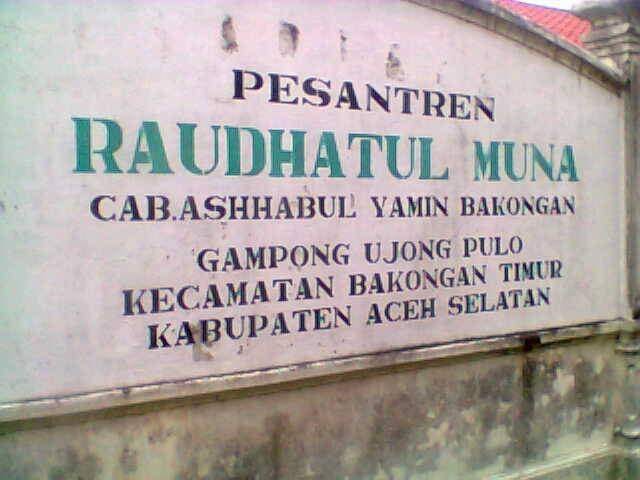 PESANTREN
RAUDHATUL MUNA
CAB.ASHHABUL YAMIN BAKONGAN
GAMPONG UJONG PULO
KECAMATAN BAKONGAN TIMUR
KABUPATEN ACEH SELATAN